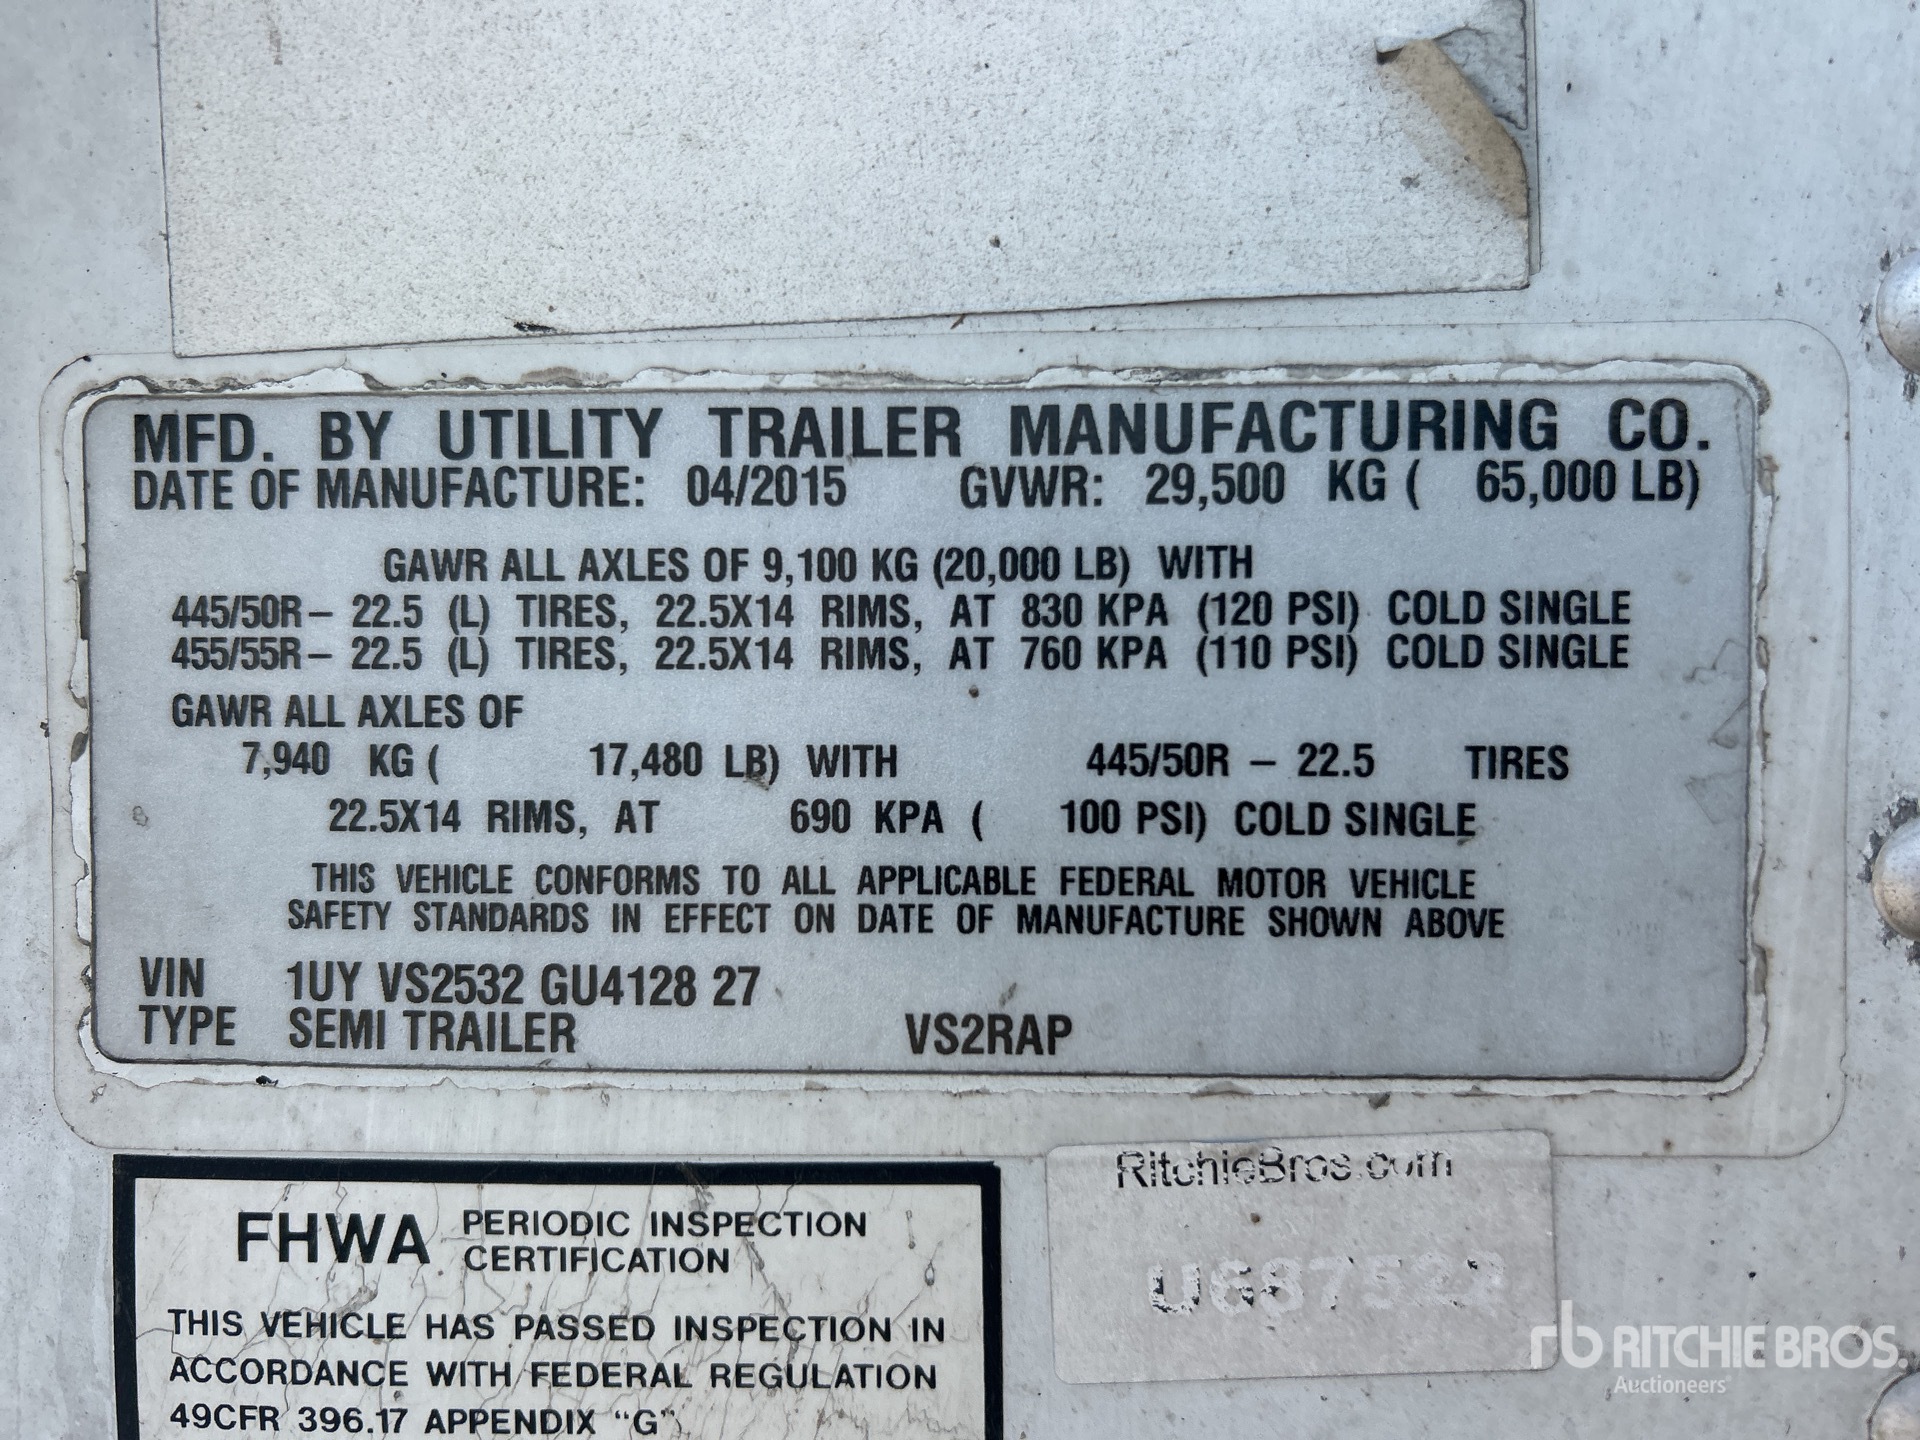 MFD. BY UTILITY TRAILER MANUFACTURING CO.
DATE OF MANUFACTURE: 04/2015 GVWR: 29,500 KG ( 65,000 LB)
GAWR ALL AXLES OF 9,100 KG (20,000 LB) WITH
445/50R – 22.5 (L) TIRES, 22.5X14 RIMS, AT 830 KPA (120 PSI) COLD SINGLE
455/55R – 22.5 (L) TIRES, 22.5X14 RIMS, AT 760 KPA (110 PSI) COLD SINGLE
GAWR ALL AXLES OF
7,940 KG ( 17,480 LB) WITH 445/50R – 22.5 TIRES
22.5X14 RIMS, AT 690 KPA ( 100 PSI) COLD SINGLE
THIS VEHICLE CONFORMS TO ALL APPLICABLE FEDERAL MOTOR VEHICLE
SAFETY STANDARDS IN EFFECT ON DATE OF MANUFACTURE SHOWN ABOVE
VIN 1UY VS2532 GU4128 27
TYPE SEMI TRAILER VS2RAP
FHWA PERIODIC INSPECTION
CERTIFICATION
THIS VEHICLE HAS PASSED INSPECTION IN
ACCORDANCE WITH FEDERAL REGULATION
49CFR 396.17 APPENDIX "G"
RitchieBros.com
rb RITCHIE BROS.
Auctioneers